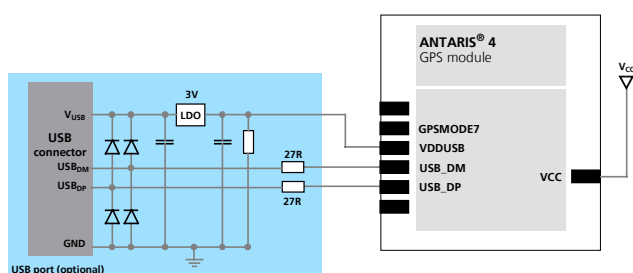 ANTARIS® 4
GPS module
VCC
3V
VUSB
LDO
USB
connector
GPSMODE7
VDDUSB
27R
USBDM
USB_DM
USBDP
USB_DP
VCC
27R
GND
USB port (optional)